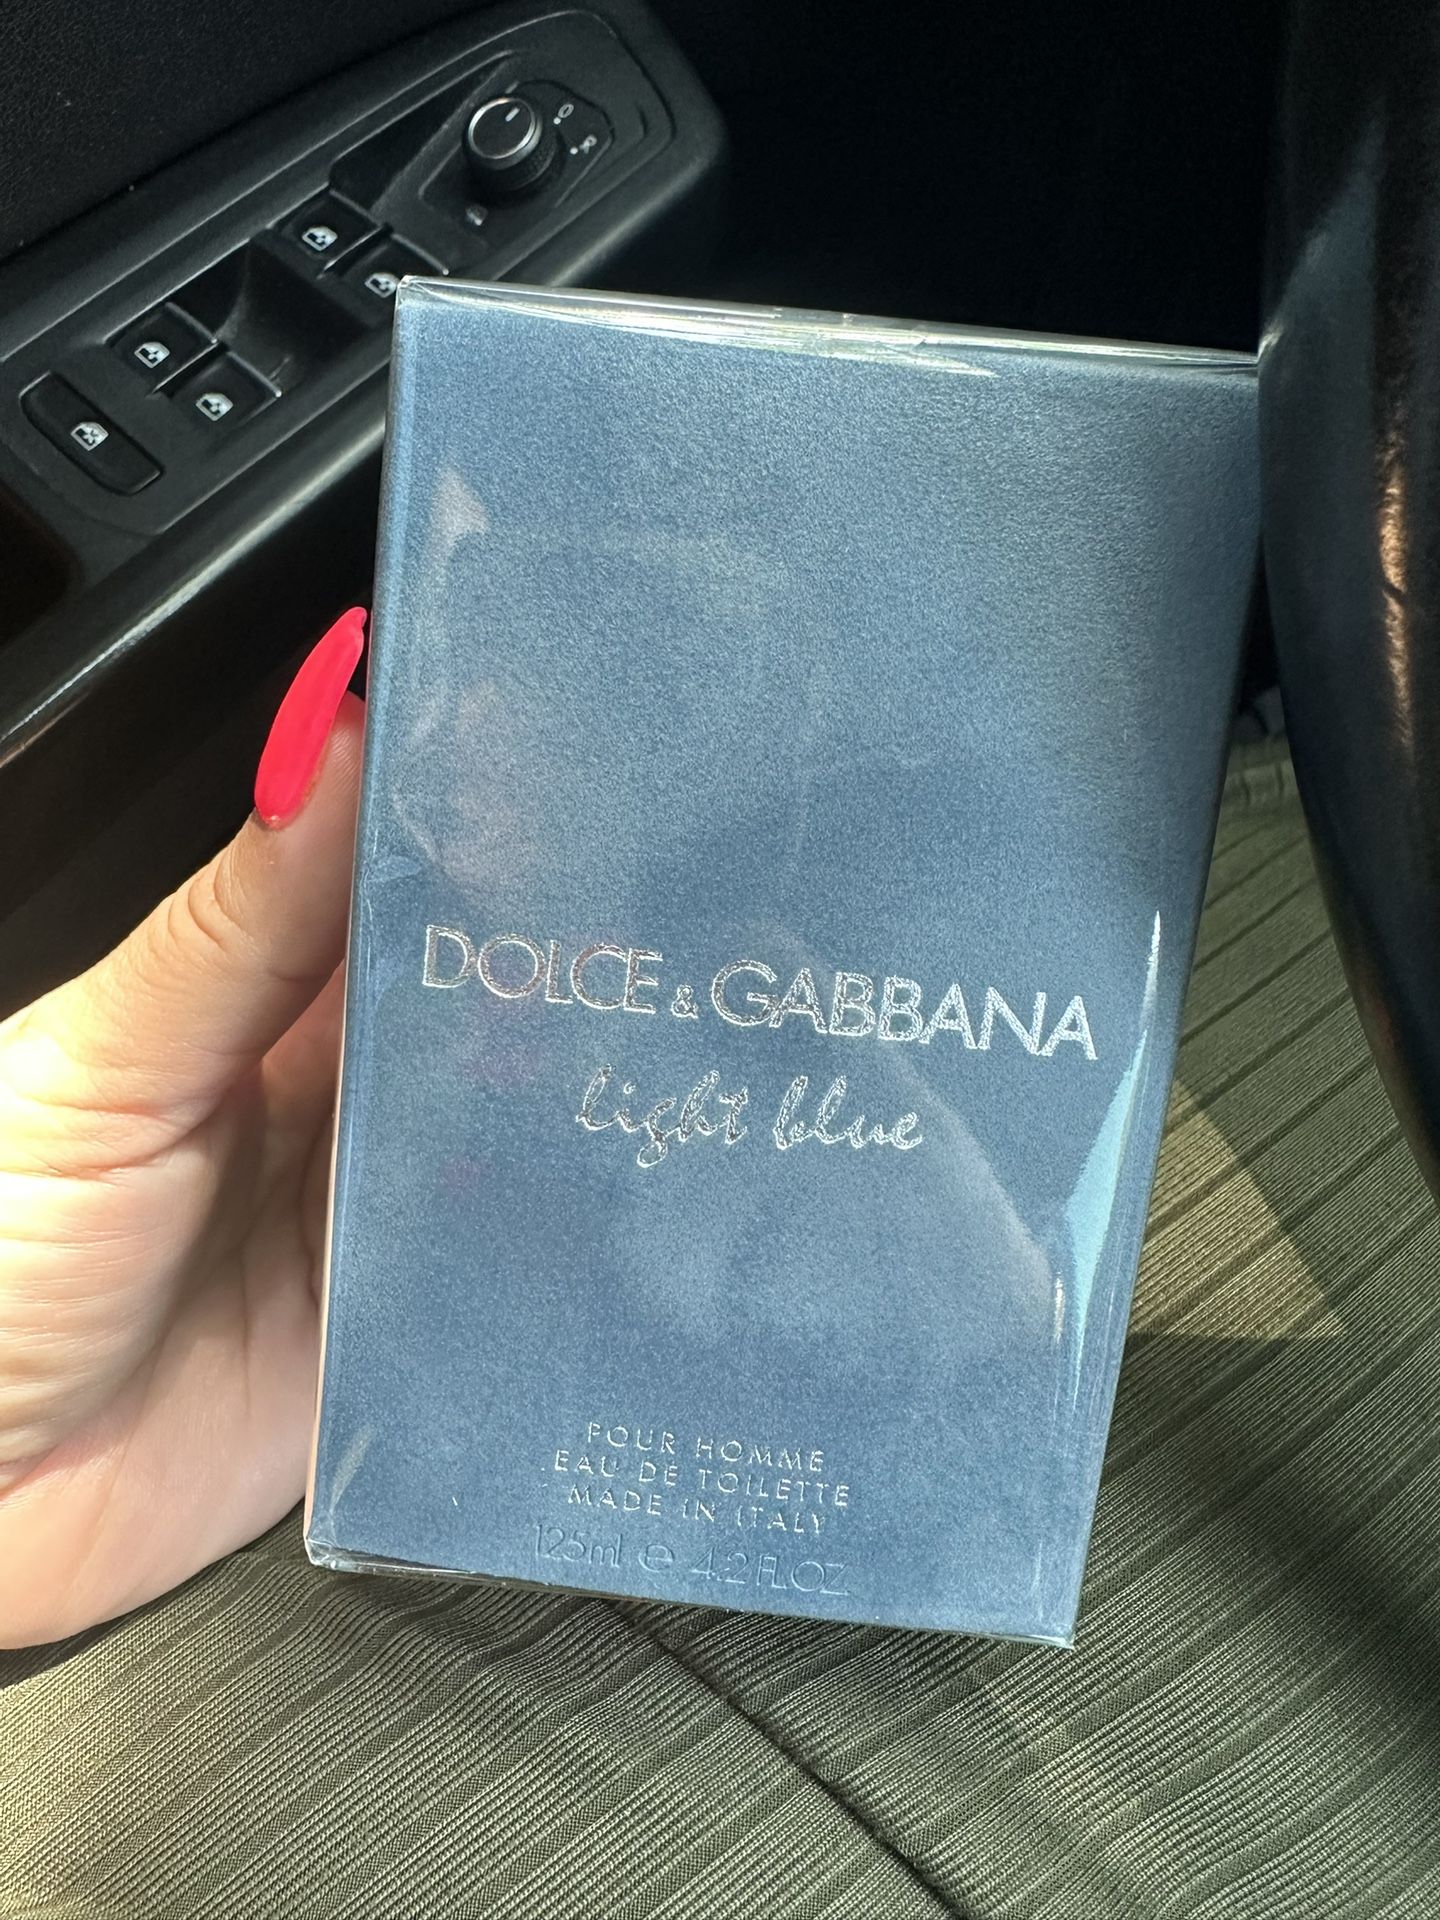 DOLCE & GABBANA
light blue
POUR HOMME
EAU DE TOILETTE
MADE IN ITALY
125ml e 4.2 FL.OZ